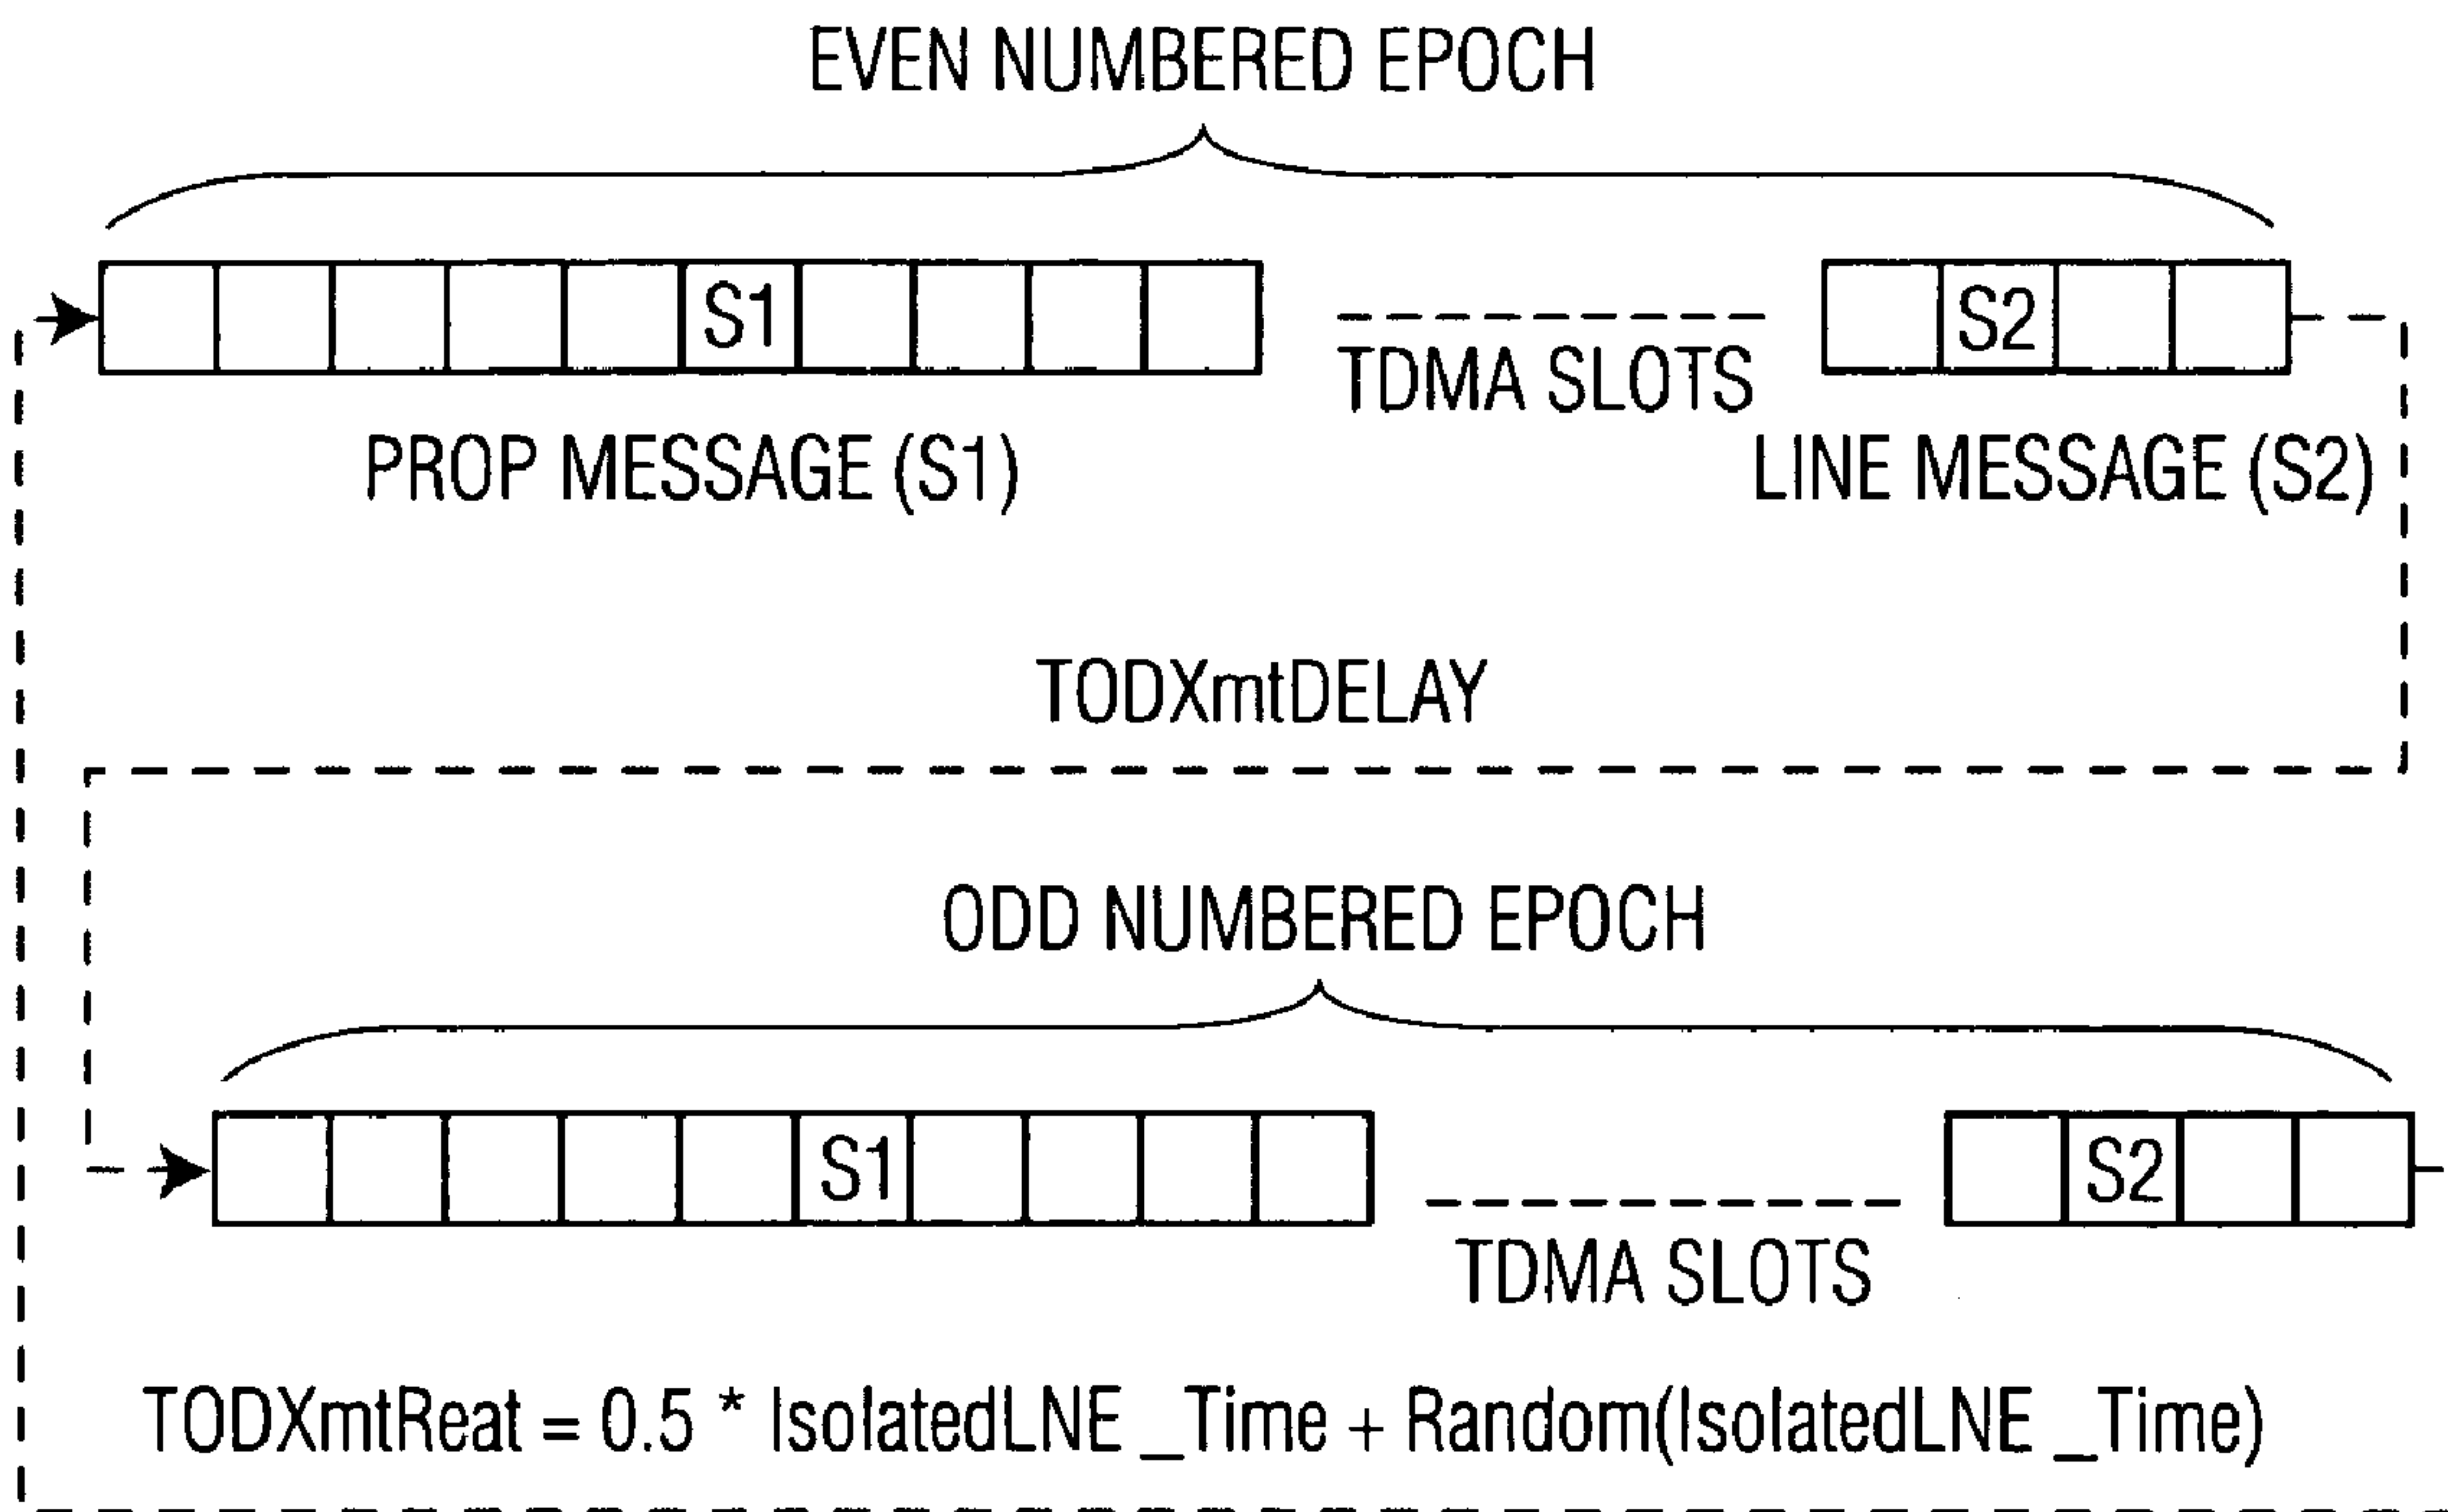 EVEN NUMBERED EPOCH
S1
S2
TDMA SLOTS
PROP MESSAGE (S1)
LINE MESSAGE (S2)
TODXmtDELAY
ODD NUMBERED EPOCH
S1
S2
TDMA SLOTS
TODXmtReat = 0.5 * IsolatedLNE _Time + Random(IsolatedLNE _Time)